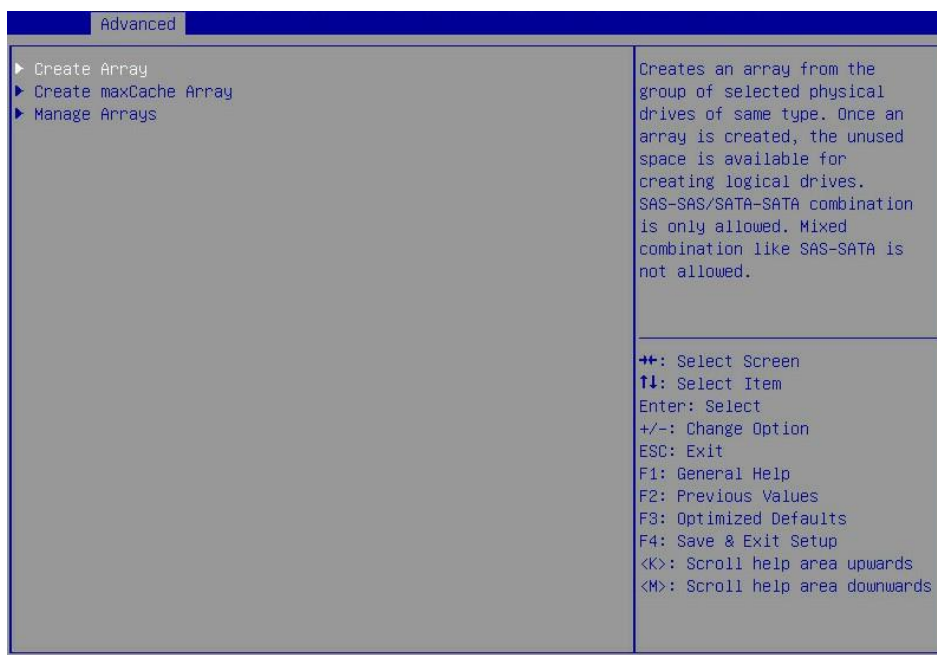 Advanced
Create Array
Create maxCache Array
Manage Arrays
Creates an array from the
group of selected physical
drives of same type. Once an
array is created, the unused
space is available for
creating logical drives.
SAS-SAS/SATA-SATA combination
is only allowed. Mixed
combination like SAS-SATA is
not allowed.
→←: Select Screen
↑↓: Select Item
Enter: Select
+/-: Change Option
ESC: Exit
F1: General Help
F2: Previous Values
F3: Optimized Defaults
F4: Save & Exit Setup
<K>: Scroll help area upwards
<M>: Scroll help area downwards